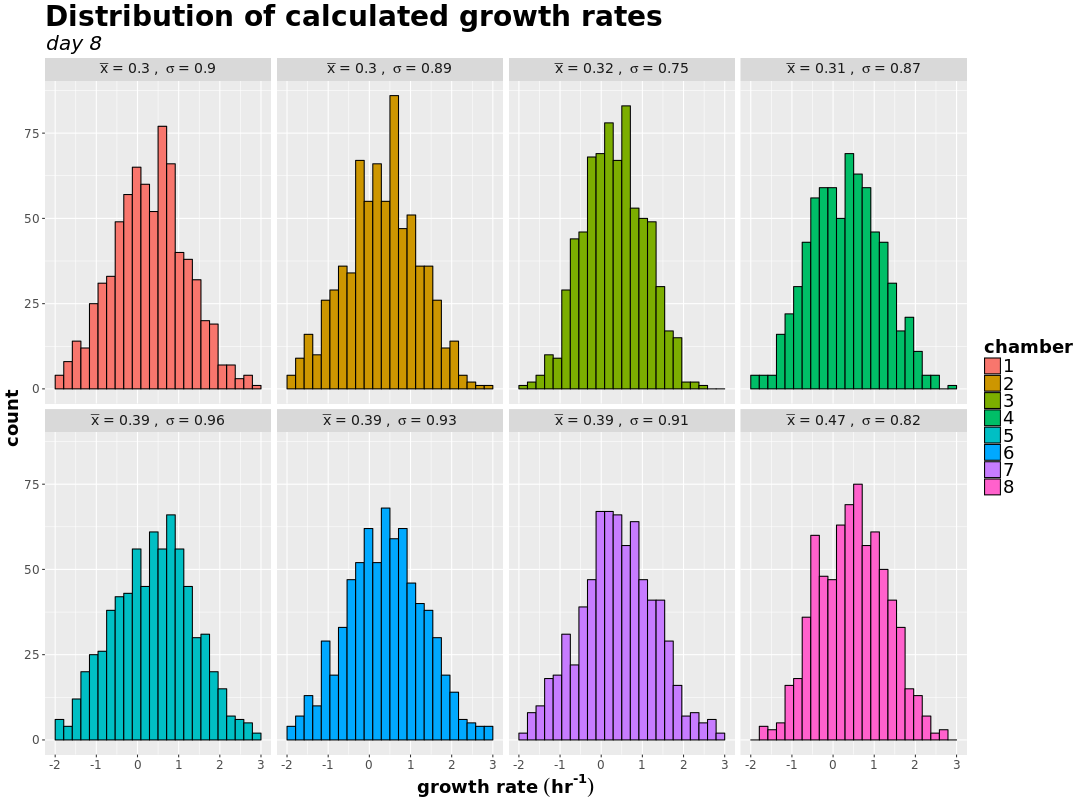 Distribution of calculated growth rates
day 8
x̅ = 0.3 , σ = 0.9
x̅ = 0.3 , σ = 0.89
x̅ = 0.32 , σ = 0.75
x̅ = 0.31 , σ = 0.87
75
50
25
0
x̅ = 0.39 , σ = 0.96
x̅ = 0.39 , σ = 0.93
x̅ = 0.39 , σ = 0.91
x̅ = 0.47 , σ = 0.82
75
50
25
0
-2 -1 0 1 2 3
-2 -1 0 1 2 3
-2 -1 0 1 2 3
-2 -1 0 1 2 3
count
growth rate (hr⁻¹)
chamber
1
2
3
4
5
6
7
8